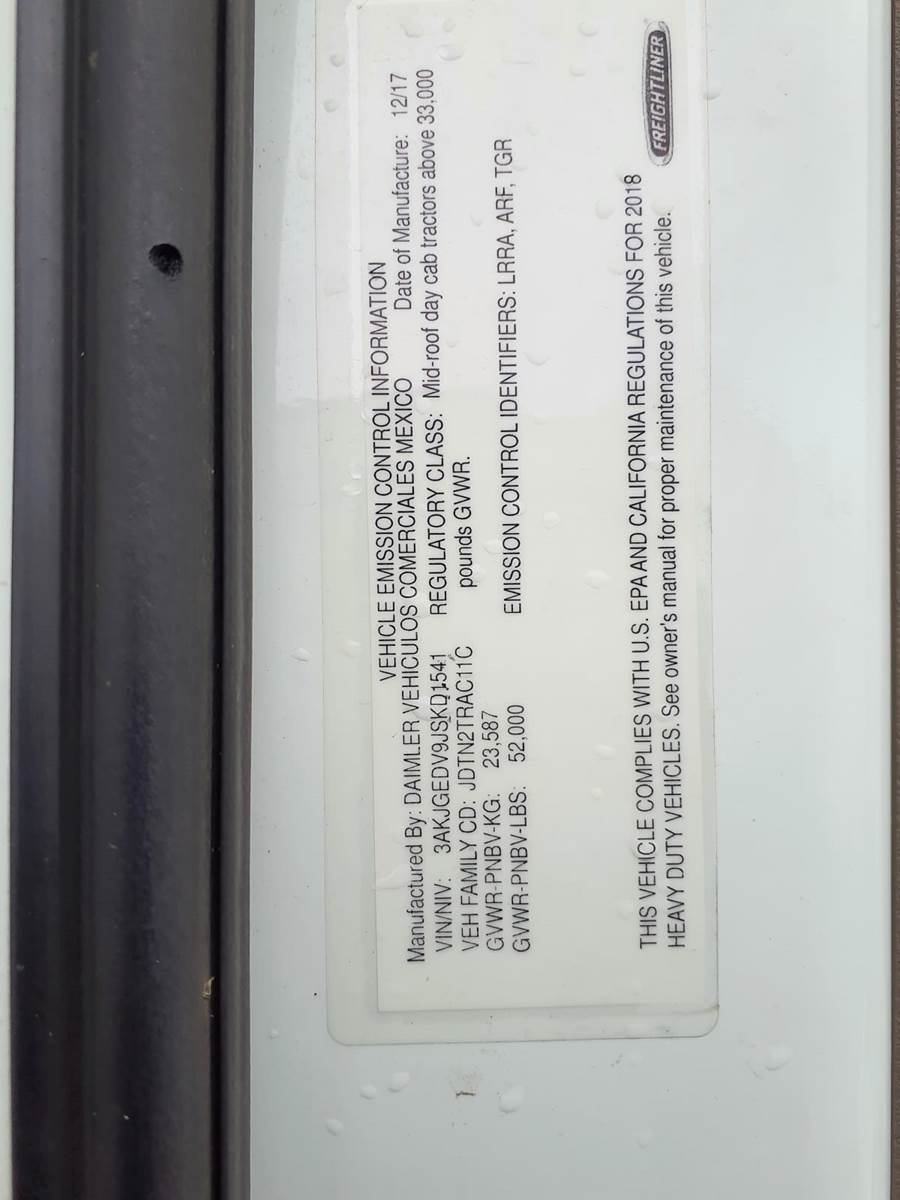 VEHICLE EMISSION CONTROL INFORMATION
Manufactured By: DAIMLER VEHICULOS COMERCIALES MEXICO Date of Manufacture: 12/17
VIN/NIV: 3AKJGEDV9JSKD1541 REGULATORY CLASS: Mid-roof day cab tractors above 33,000
VEH FAMILY CD: JDTN2TRAC11C pounds GVWR.
GVWR-PNBV-KG: 23,587
GVWR-PNBV-LBS: 52,000 EMISSION CONTROL IDENTIFIERS: LRRA, ARF, TGR
THIS VEHICLE COMPLIES WITH U.S. EPA AND CALIFORNIA REGULATIONS FOR 2018
HEAVY DUTY VEHICLES. See owner's manual for proper maintenance of this vehicle.
FREIGHTLINER